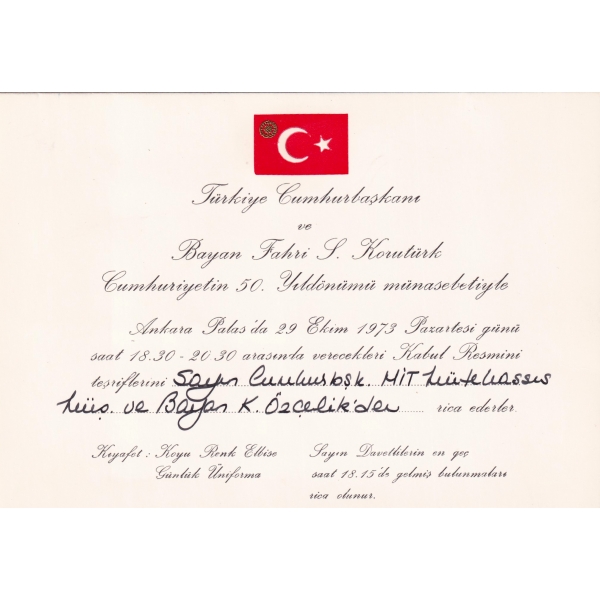 Türkiye Cumhurbaşkanı
ve
Bayan Fahri S. Korutürk
Cumhuriyetin 50. Yıldönümü münasebetiyle
Ankara Palas'da 29 Ekim 1973 Pazartesi günü
saat 18.30 - 20.30 arasında verecekleri Kabul Resmini
teşriflerini Sayın Cumhurbşk. MİT Mütehassıs
Müş. ve Bayan K. Özçelik'den rica ederler.
Kıyafet : Koyu Renk Elbise
Günlük Üniforma
Sayın Davetlilerin en geç
saat 18.15'de gelmiş bulunmaları
rica olunur.